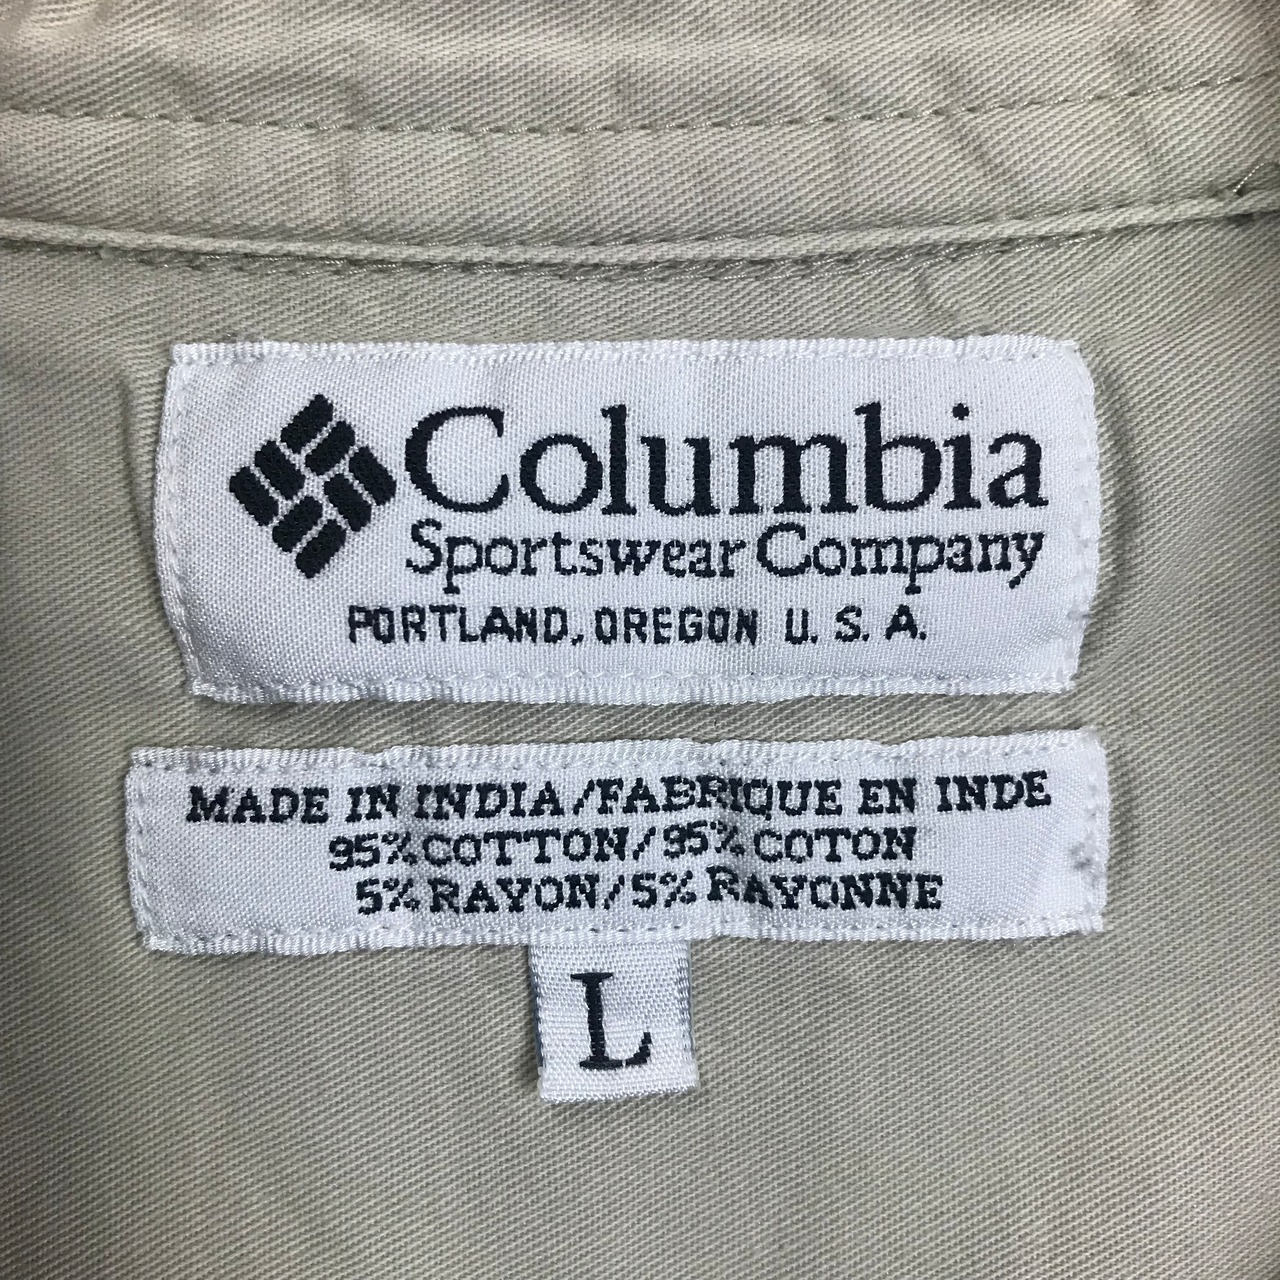 Columbia
Sportswear Company
PORTLAND, OREGON U. S. A.
MADE IN INDIA/FABRIQUE EN INDE
95% COTTON/95% COTON
5% RAYON/5% RAYONNE
L